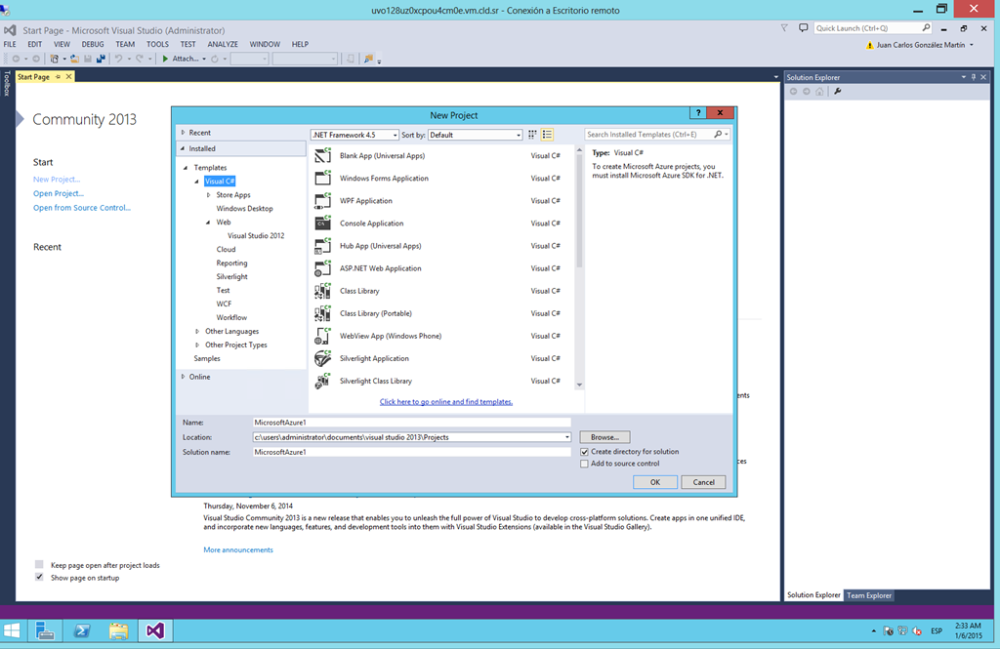 uvo128uz0xcpou4cm0e.vm.cld.sr - Conexión a Escritorio remoto
Start Page - Microsoft Visual Studio (Administrator)
Quick Launch (Ctrl+Q)
FILE EDIT VIEW DEBUG TEAM TOOLS TEST ANALYZE WINDOW HELP
Juan Carlos González Martín
Attach...
Toolbox
Start Page
Solution Explorer
Community 2013
Start
New Project...
Open Project...
Open from Source Control...
Recent
New Project
? 
Recent
.NET Framework 4.5
Sort by: Default
Search Installed Templates (Ctrl+E)
Installed
Templates
Visual C#
Store Apps
Windows Desktop
Web
Visual Studio 2012
Cloud
Reporting
Silverlight
Test
WCF
Workflow
Other Languages
Other Project Types
Samples
Online
Blank App (Universal Apps) Visual C#
Windows Forms Application Visual C#
WPF Application Visual C#
Console Application Visual C#
Hub App (Universal Apps) Visual C#
ASP.NET Web Application Visual C#
Class Library Visual C#
Class Library (Portable) Visual C#
WebView App (Windows Phone) Visual C#
Silverlight Application Visual C#
Silverlight Class Library Visual C#
Click here to go online and find templates.
Type: Visual C#
To create Microsoft Azure projects, you
must install Microsoft Azure SDK for .NET.
Name: MicrosoftAzure1
Location: c:\users\administrator\documents\visual studio 2013\Projects
Browse...
Solution name: MicrosoftAzure1
Create directory for solution
Add to source control
OK Cancel
Thursday, November 6, 2014
Visual Studio Community 2013 is a new release that enables you to unleash the full power of Visual Studio to develop cross-platform solutions. Create apps in one unified IDE,
and incorporate new languages, features, and development tools into them with Visual Studio Extensions (available in the Visual Studio Gallery).
More announcements
Keep page open after project loads
Show page on startup
Solution Explorer Team Explorer
ESP
2:33 AM
1/6/2015